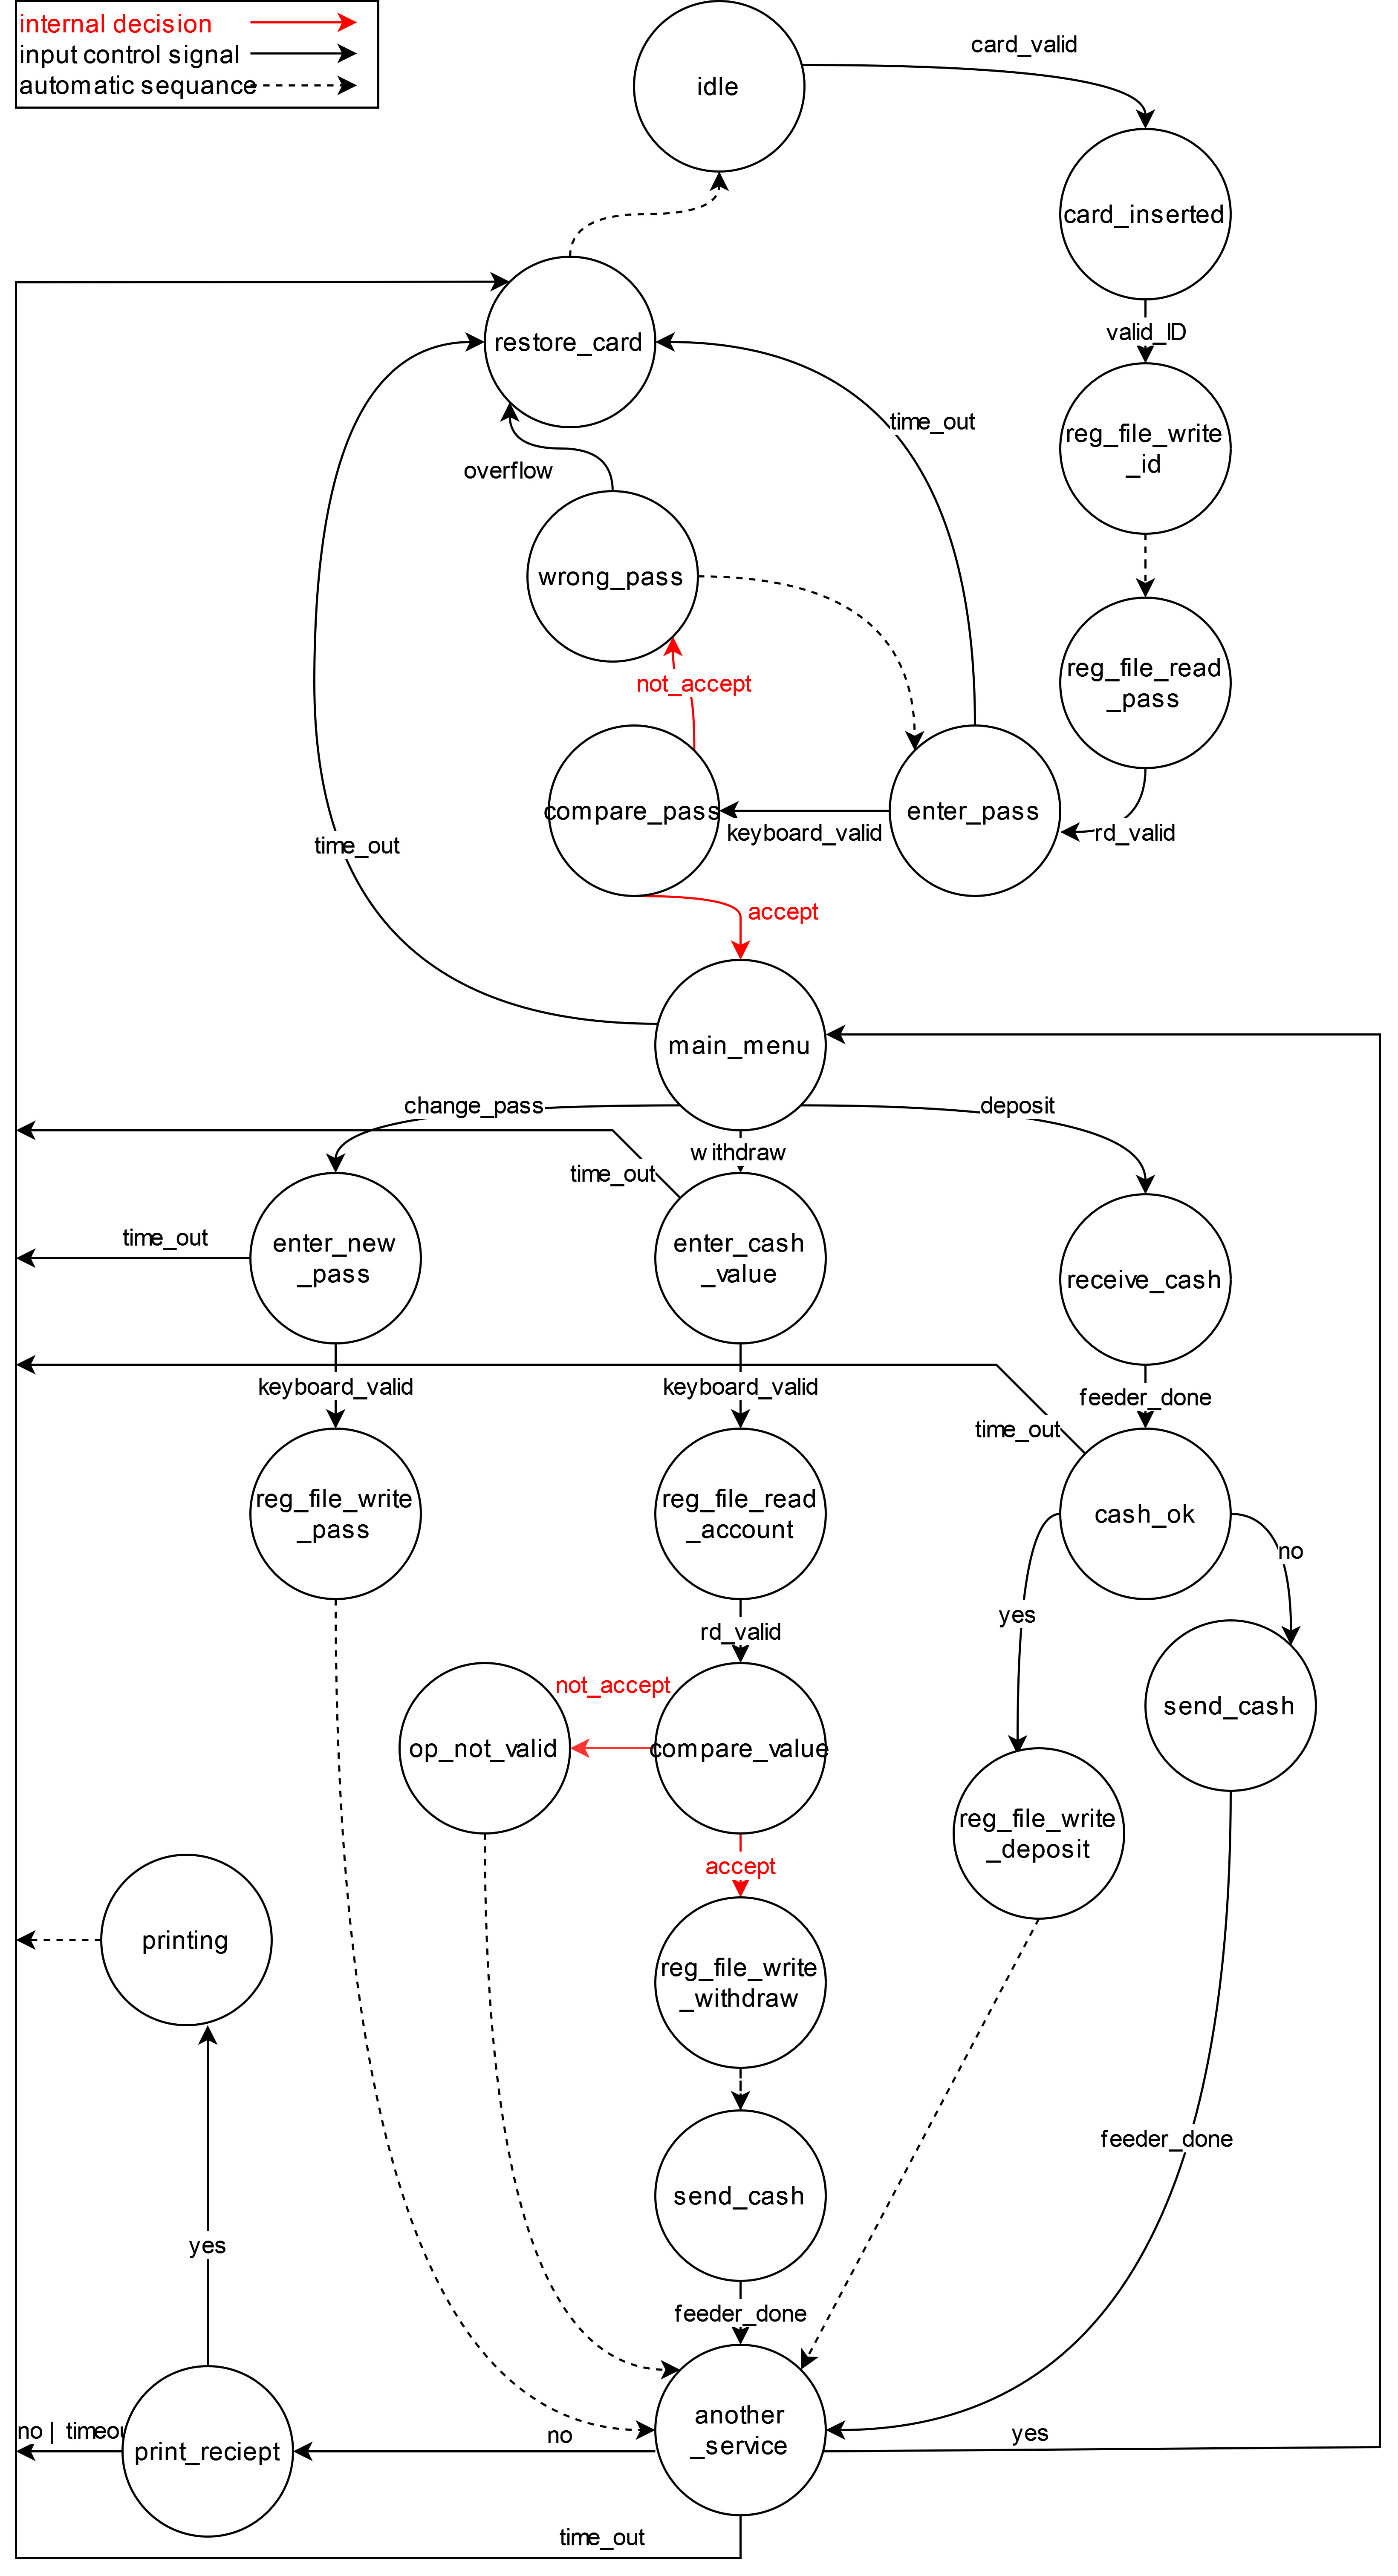 internal decision
input control signal
automatic sequance
idle
card_valid
card_inserted
valid_ID
restore_card
time_out
reg_file_write
_id
overflow
wrong_pass
not_accept
reg_file_read
_pass
compare_pass
keyboard_valid
enter_pass
rd_valid
time_out
accept
main_menu
change_pass
withdraw
deposit
time_out
time_out
enter_new
_pass
enter_cash
_value
receive_cash
keyboard_valid
keyboard_valid
feeder_done
time_out
reg_file_write
_pass
reg_file_read
_account
cash_ok
no
yes
rd_valid
not_accept
op_not_valid
compare_value
send_cash
reg_file_write
_deposit
accept
printing
reg_file_write
_withdraw
feeder_done
send_cash
yes
feeder_done
another
_service
no | timeou
print_reciept
no
yes
time_out